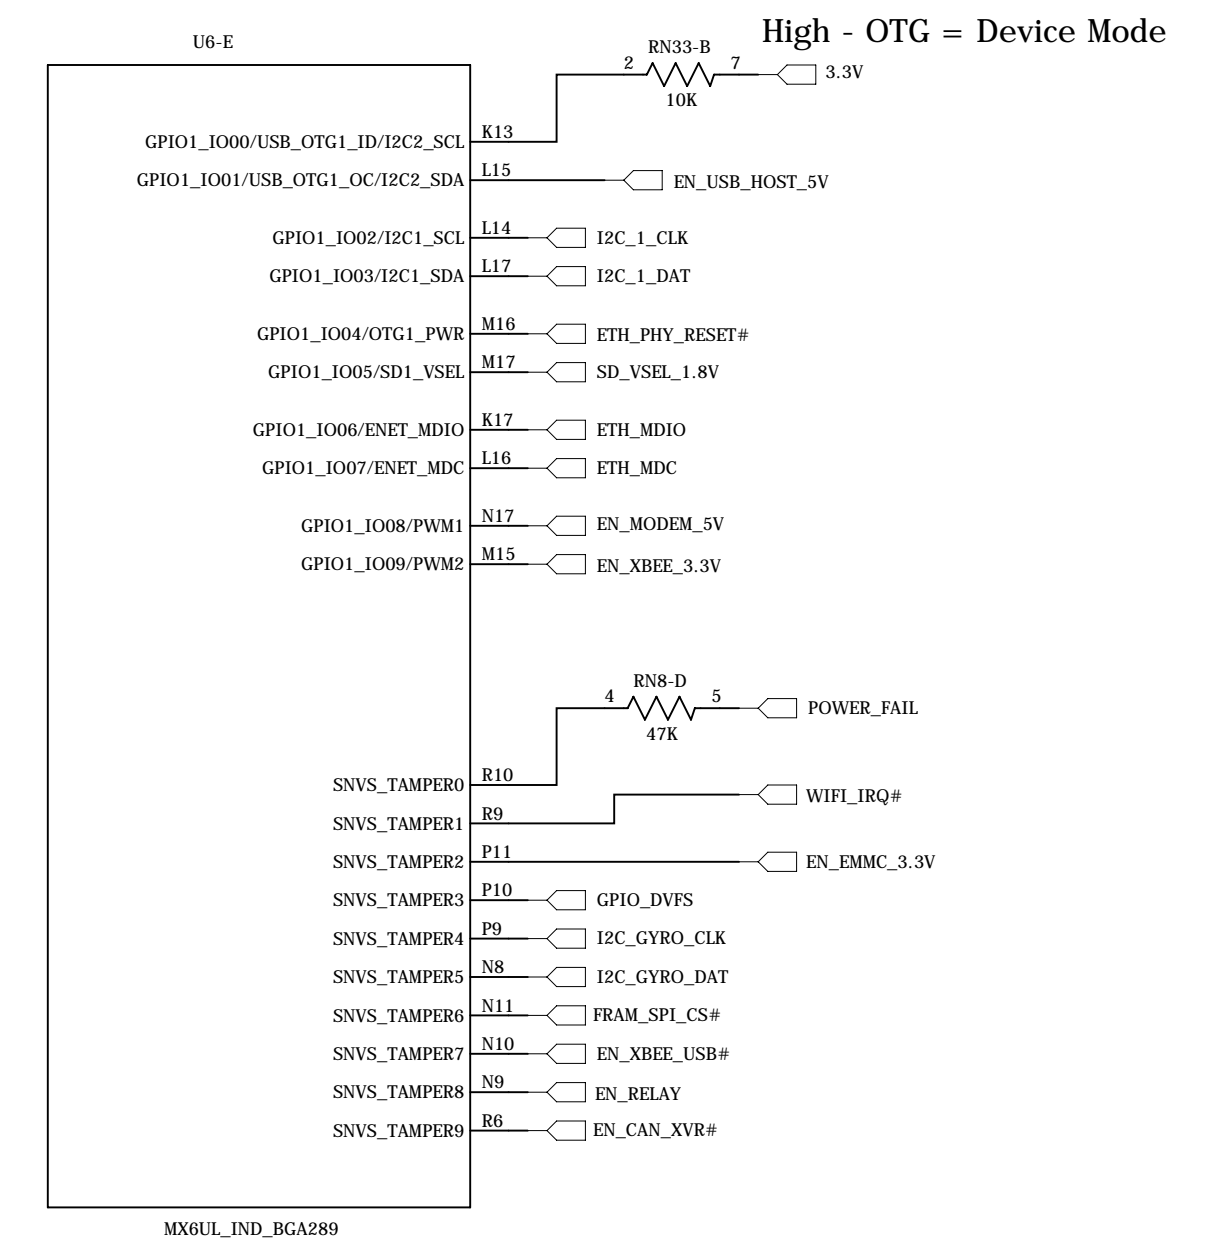 High - OTG = Device Mode
U6-E
RN33-B
2 7 3.3V
10K
GPIO1_IO00/USB_OTG1_ID/I2C2_SCL K13
GPIO1_IO01/USB_OTG1_OC/I2C2_SDA L15 EN_USB_HOST_5V
GPIO1_IO02/I2C1_SCL L14 I2C_1_CLK
GPIO1_IO03/I2C1_SDA L17 I2C_1_DAT
GPIO1_IO04/OTG1_PWR M16 ETH_PHY_RESET#
GPIO1_IO05/SD1_VSEL M17 SD_VSEL_1.8V
GPIO1_IO06/ENET_MDIO K17 ETH_MDIO
GPIO1_IO07/ENET_MDC L16 ETH_MDC
GPIO1_IO08/PWM1 N17 EN_MODEM_5V
GPIO1_IO09/PWM2 M15 EN_XBEE_3.3V
RN8-D
4 5 POWER_FAIL
47K
SNVS_TAMPER0 R10
SNVS_TAMPER1 R9 WIFI_IRQ#
SNVS_TAMPER2 P11 EN_EMMC_3.3V
SNVS_TAMPER3 P10 GPIO_DVFS
SNVS_TAMPER4 P9 I2C_GYRO_CLK
SNVS_TAMPER5 N8 I2C_GYRO_DAT
SNVS_TAMPER6 N11 FRAM_SPI_CS#
SNVS_TAMPER7 N10 EN_XBEE_USB#
SNVS_TAMPER8 N9 EN_RELAY
SNVS_TAMPER9 R6 EN_CAN_XVR#
MX6UL_IND_BGA289